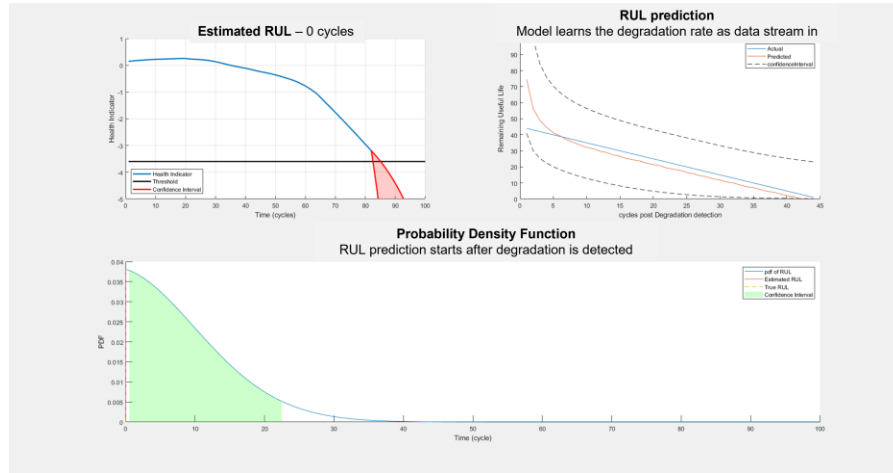 Estimated RUL – 0 cycles
1
0
-1
-2
-3
-4
-5
Health Indicator
Health Indicator
Threshold
Confidence Interval
0 10 20 30 40 50 60 70 80 90 100
Time (cycles)
RUL prediction
Model learns the degradation rate as data stream in
90
80
70
60
50
40
30
20
10
0
Remaining Useful Life
Actual
Predicted
confidenceInterval
0 5 10 15 20 25 30 35 40 45
cycles post Degradation detection
Probability Density Function
RUL prediction starts after degradation is detected
0.04
0.035
0.03
0.025
0.02
0.015
0.01
0.005
0
PDF
pdf of RUL
Estimated RUL
True RUL
Confidence Interval
0 10 20 30 40 50 60 70 80 90 100
Time (cycle)